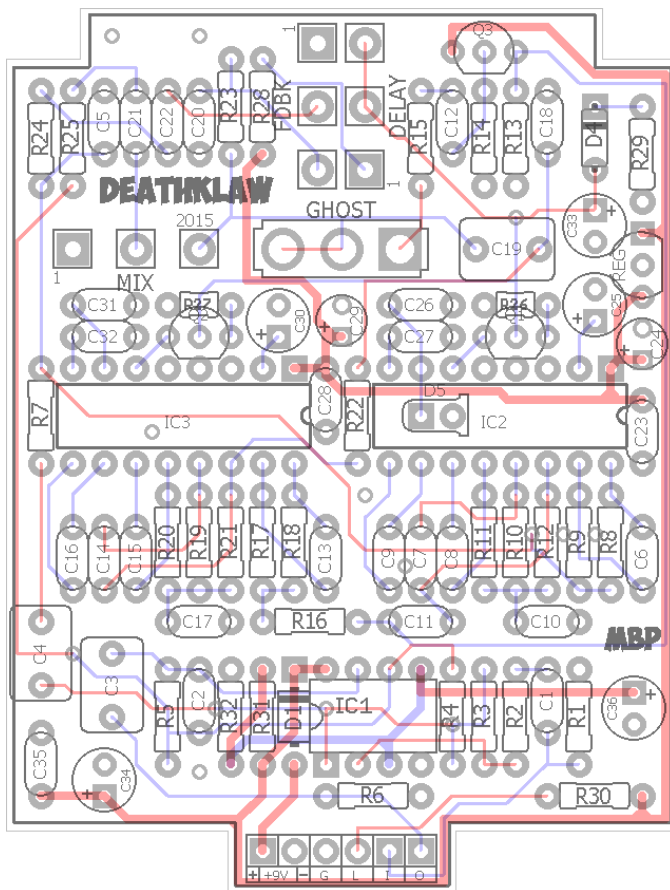 1
Q3
R24
R25
C5
C21
C22
C20
R23
R28
FDBK
DELAY
R15
C12
R14
R13
C18
D4
R29
DEATHKLAW
1
C33
+
2015
GHOST
C19
REG
1
MIX
C31
R27
C30
+
C29
+
C26
R26
C25
+
C32
C27
C24
+
R7
IC3
C28
R22
D5
IC2
C23
C16
C14
C15
R20
R19
R21
R17
R18
C13
C9
C7
C8
R11
R10
R12
R9
R8
C6
C17
R16
C11
C10
MBP
C4
C3
C2
R5
R32
R31
D1
IC1
R4
R3
R2
C1
R1
C36
+
C35
C34
+
R6
R30
+ +9V - G L I O